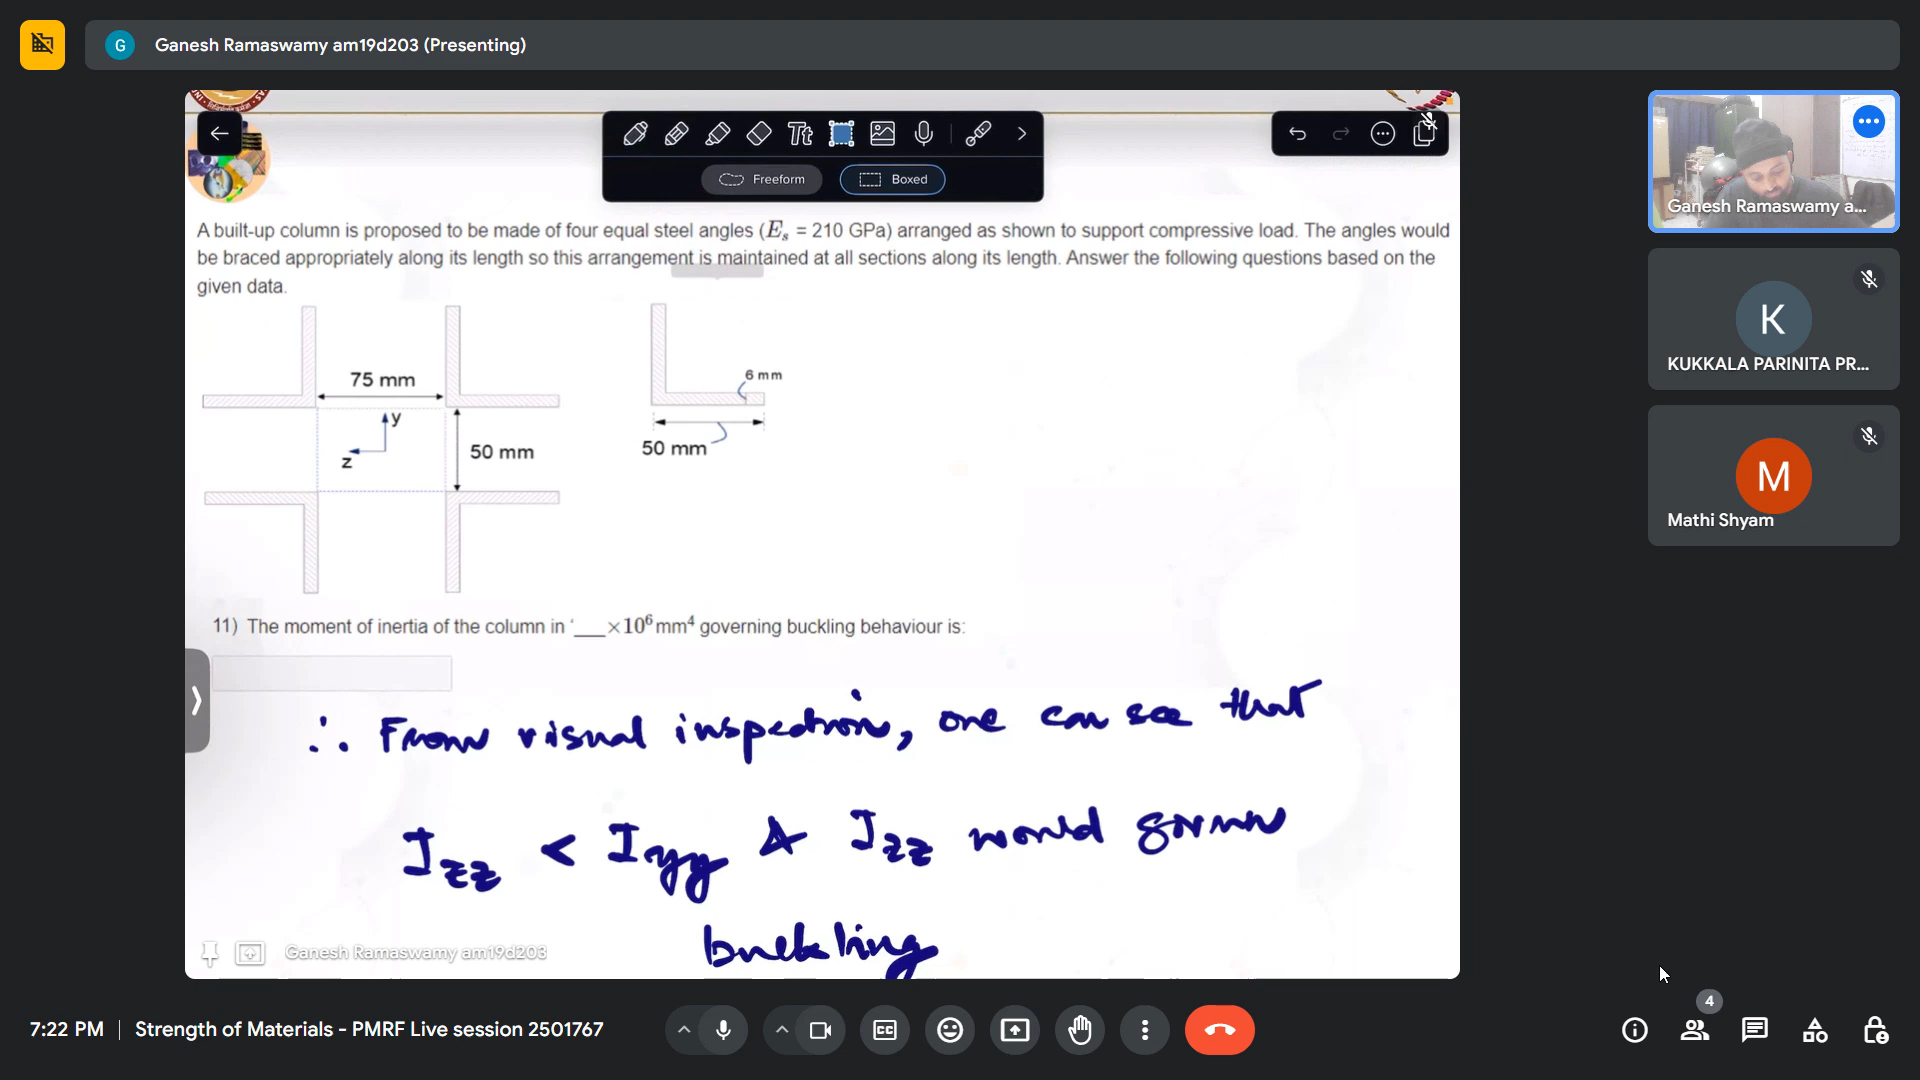 G Ganesh Ramaswamy am19d203 (Presenting)
Tt
Freeform Boxed
A built-up column is proposed to be made of four equal steel angles (Es = 210 GPa) arranged as shown to support compressive load. The angles would
be braced appropriately along its length so this arrangement is maintained at all sections along its length. Answer the following questions based on the
given data.
75 mm
y
z
50 mm
6 mm
50 mm
11) The moment of inertia of the column in '___×10⁶ mm⁴ governing buckling behaviour is:
∴ From visual inspection, one can see that
Izz < Iyy & Izz would govern
buckling
Ganesh Ramaswamy am19d203
Ganesh Ramaswamy a...
K
KUKKALA PARINITA PR...
M
Mathi Shyam
7:22 PM | Strength of Materials - PMRF Live session 2501767
CC
4